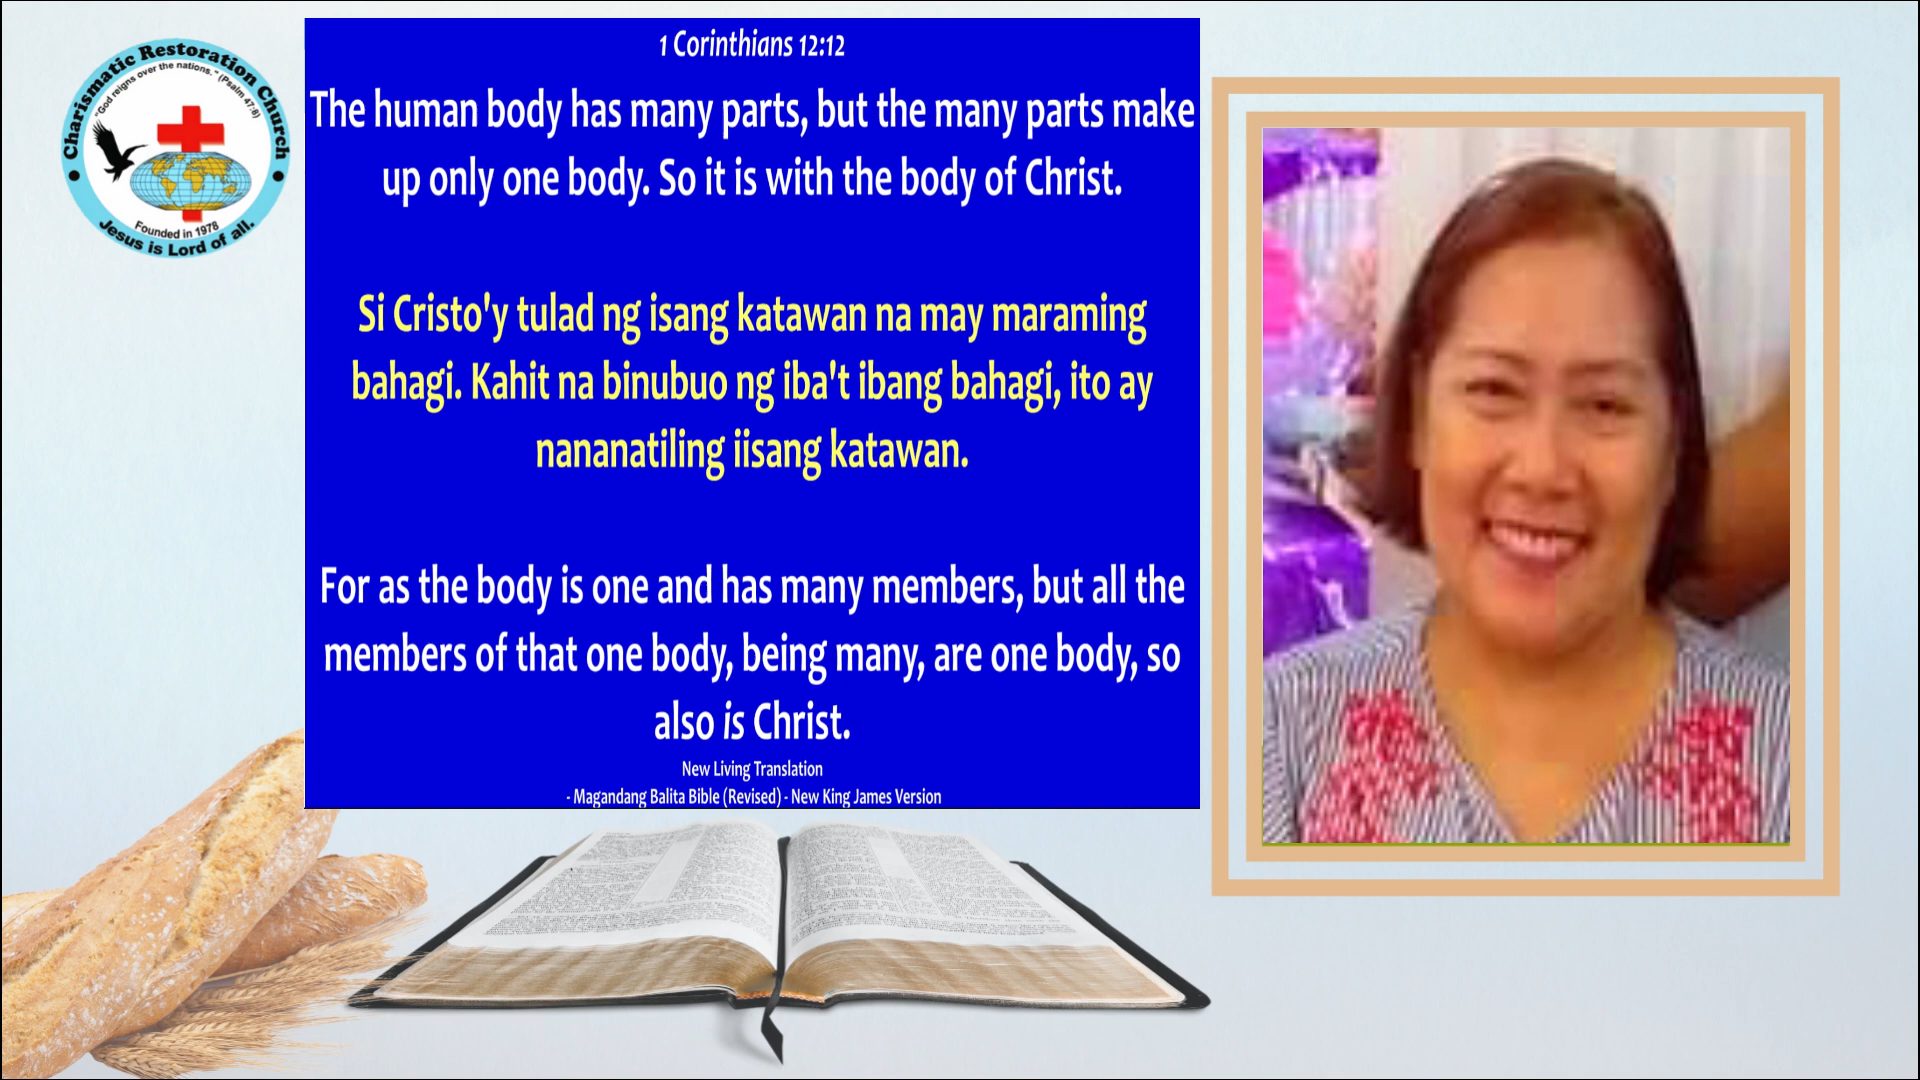 Charismatic Restoration Church
"God reigns over the nations." (Psalm 47:8)
Founded in 1978
Jesus is Lord of all.
1 Corinthians 12:12
The human body has many parts, but the many parts make
up only one body. So it is with the body of Christ.
Si Cristo'y tulad ng isang katawan na may maraming
bahagi. Kahit na binubuo ng iba't ibang bahagi, ito ay
nananatiling iisang katawan.
For as the body is one and has many members, but all the
members of that one body, being many, are one body, so
also is Christ.
New Living Translation
- Magandang Balita Bible (Revised) - New King James Version